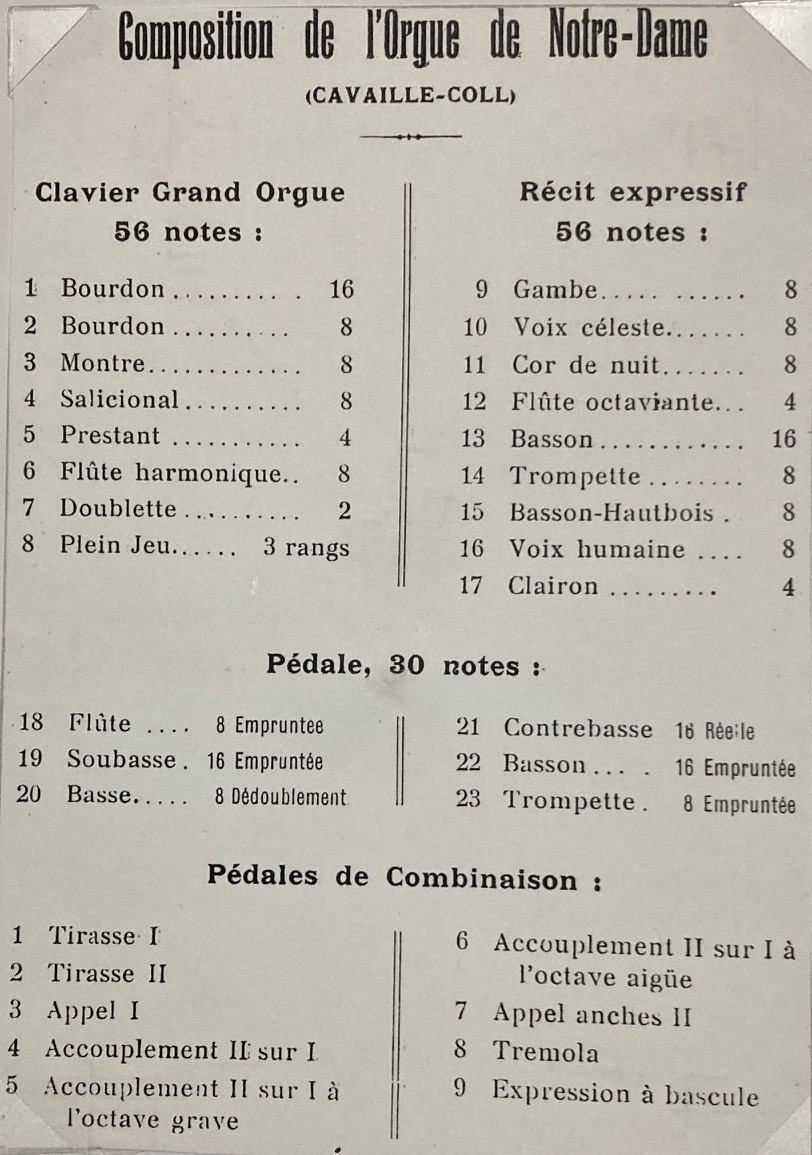 Composition de l'Orgue de Notre-Dame
(CAVAILLE-COLL)
Clavier Grand Orgue
56 notes :
1 Bourdon ......... . 16
2 Bourdon .......... 8
3 Montre............. 8
4 Salicional .......... 8
5 Prestant ........... 4
6 Flûte harmonique.. 8
7 Doublette .......... 2
8 Plein Jeu...... 3 rangs
Récit expressif
56 notes :
9 Gambe..... ...... 8
10 Voix céleste....... 8
11 Cor de nuit....... 8
12 Flûte octaviante... 4
13 Basson ............ 16
14 Trompette ........ 8
15 Basson-Hautbois . 8
16 Voix humaine .... 8
17 Clairon ......... 4
Pédale, 30 notes :
18 Flûte .... 8 Empruntee
19 Soubasse . 16 Empruntée
20 Basse..... 8 Dédoublement
21 Contrebasse 16 Réelle
22 Basson ... . 16 Empruntée
23 Trompette . 8 Empruntée
Pédales de Combinaison :
1 Tirasse I
2 Tirasse II
3 Appel I
4 Accouplement II sur I
5 Accouplement II sur I à
l'octave grave
6 Accouplement II sur I à
l'octave aigüe
7 Appel anches II
8 Tremola
9 Expression à bascule